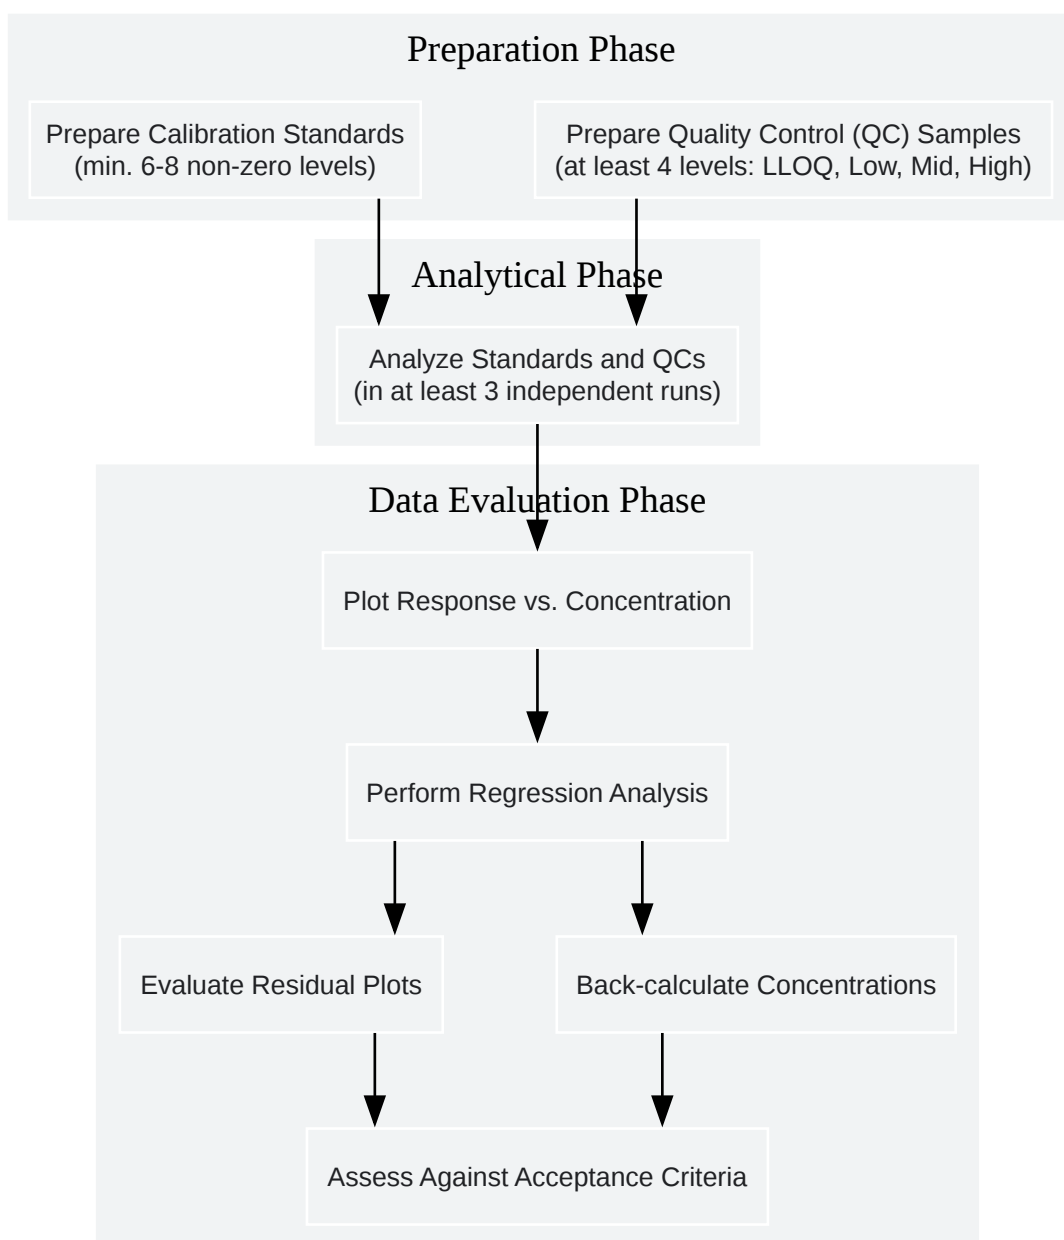 Preparation Phase
Prepare Calibration Standards
(min. 6-8 non-zero levels)
Prepare Quality Control (QC) Samples
(at least 4 levels: LLOQ, Low, Mid, High)
Analytical Phase
Analyze Standards and QCs
(in at least 3 independent runs)
Data Evaluation Phase
Plot Response vs. Concentration
Perform Regression Analysis
Evaluate Residual Plots
Back-calculate Concentrations
Assess Against Acceptance Criteria